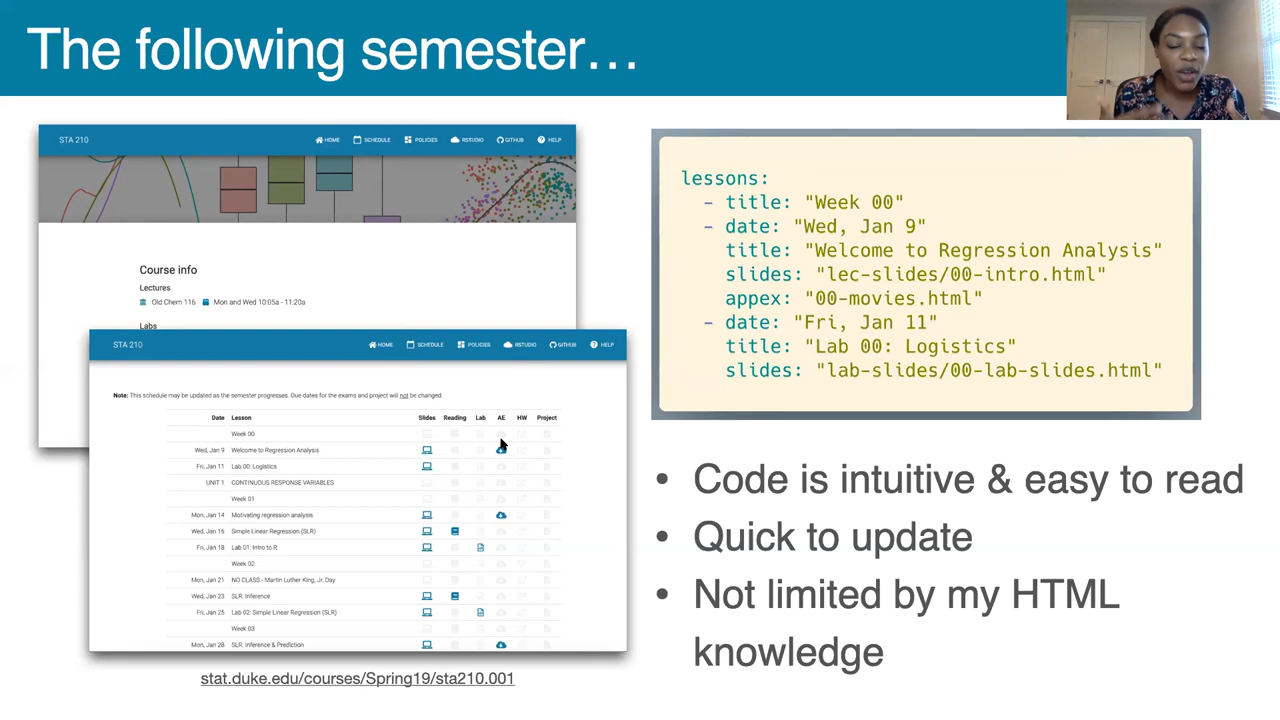 The following semester…
STA 210
HOME SCHEDULE POLICIES RSTUDIO GITHUB HELP
Course info
Lectures
Old Chem 116 Mon and Wed 10:05a - 11:20a
Labs
STA 210
HOME SCHEDULE POLICIES RSTUDIO GITHUB HELP
Note: This schedule may be updated as the semester progresses. Due dates for the exams and project will not be changed.
Date Lesson Slides Reading Lab AE HW Project
Week 00
Wed, Jan 9 Welcome to Regression Analysis
Fri, Jan 11 Lab 00: Logistics
UNIT 1 CONTINUOUS RESPONSE VARIABLES
Week 01
Mon, Jan 14 Motivating regression analysis
Wed, Jan 16 Simple Linear Regression (SLR)
Fri, Jan 18 Lab 01: Intro to R
Week 02
Mon, Jan 21 NO CLASS - Martin Luther King, Jr. Day
Wed, Jan 23 SLR: Inference
Fri, Jan 25 Lab 02: Simple Linear Regression (SLR)
Week 03
Mon, Jan 28 SLR: Inference & Prediction
stat.duke.edu/courses/Spring19/sta210.001
lessons:
- title: "Week 00"
- date: "Wed, Jan 9"
title: "Welcome to Regression Analysis"
slides: "lec-slides/00-intro.html"
appex: "00-movies.html"
- date: "Fri, Jan 11"
title: "Lab 00: Logistics"
slides: "lab-slides/00-lab-slides.html"
• Code is intuitive & easy to read
• Quick to update
• Not limited by my HTML
knowledge